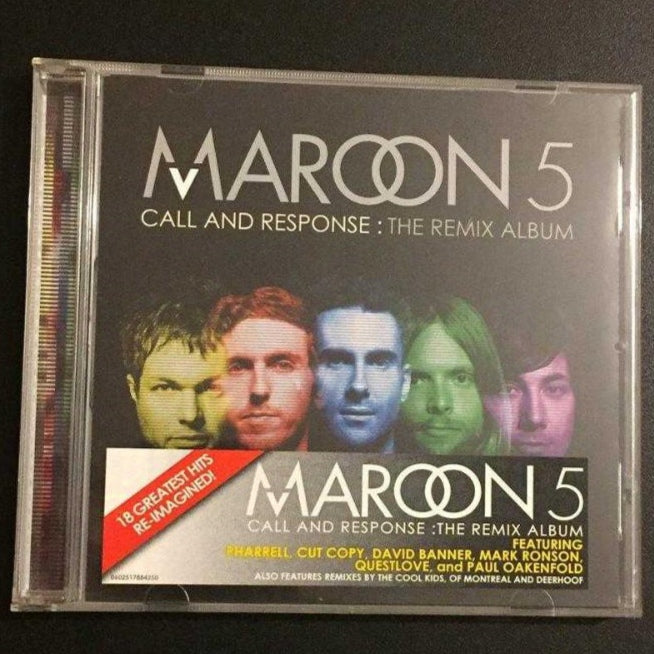 MAROON 5
CALL AND RESPONSE : THE REMIX ALBUM
18 GREATEST HITS
RE-IMAGINED!
MAROON 5
CALL AND RESPONSE :THE REMIX ALBUM
FEATURING
PHARRELL, CUT COPY, DAVID BANNER, MARK RONSON,
QUESTLOVE, and PAUL OAKENFOLD
ALSO FEATURES REMIXES BY THE COOL KIDS, OF MONTREAL AND DEERHOOF